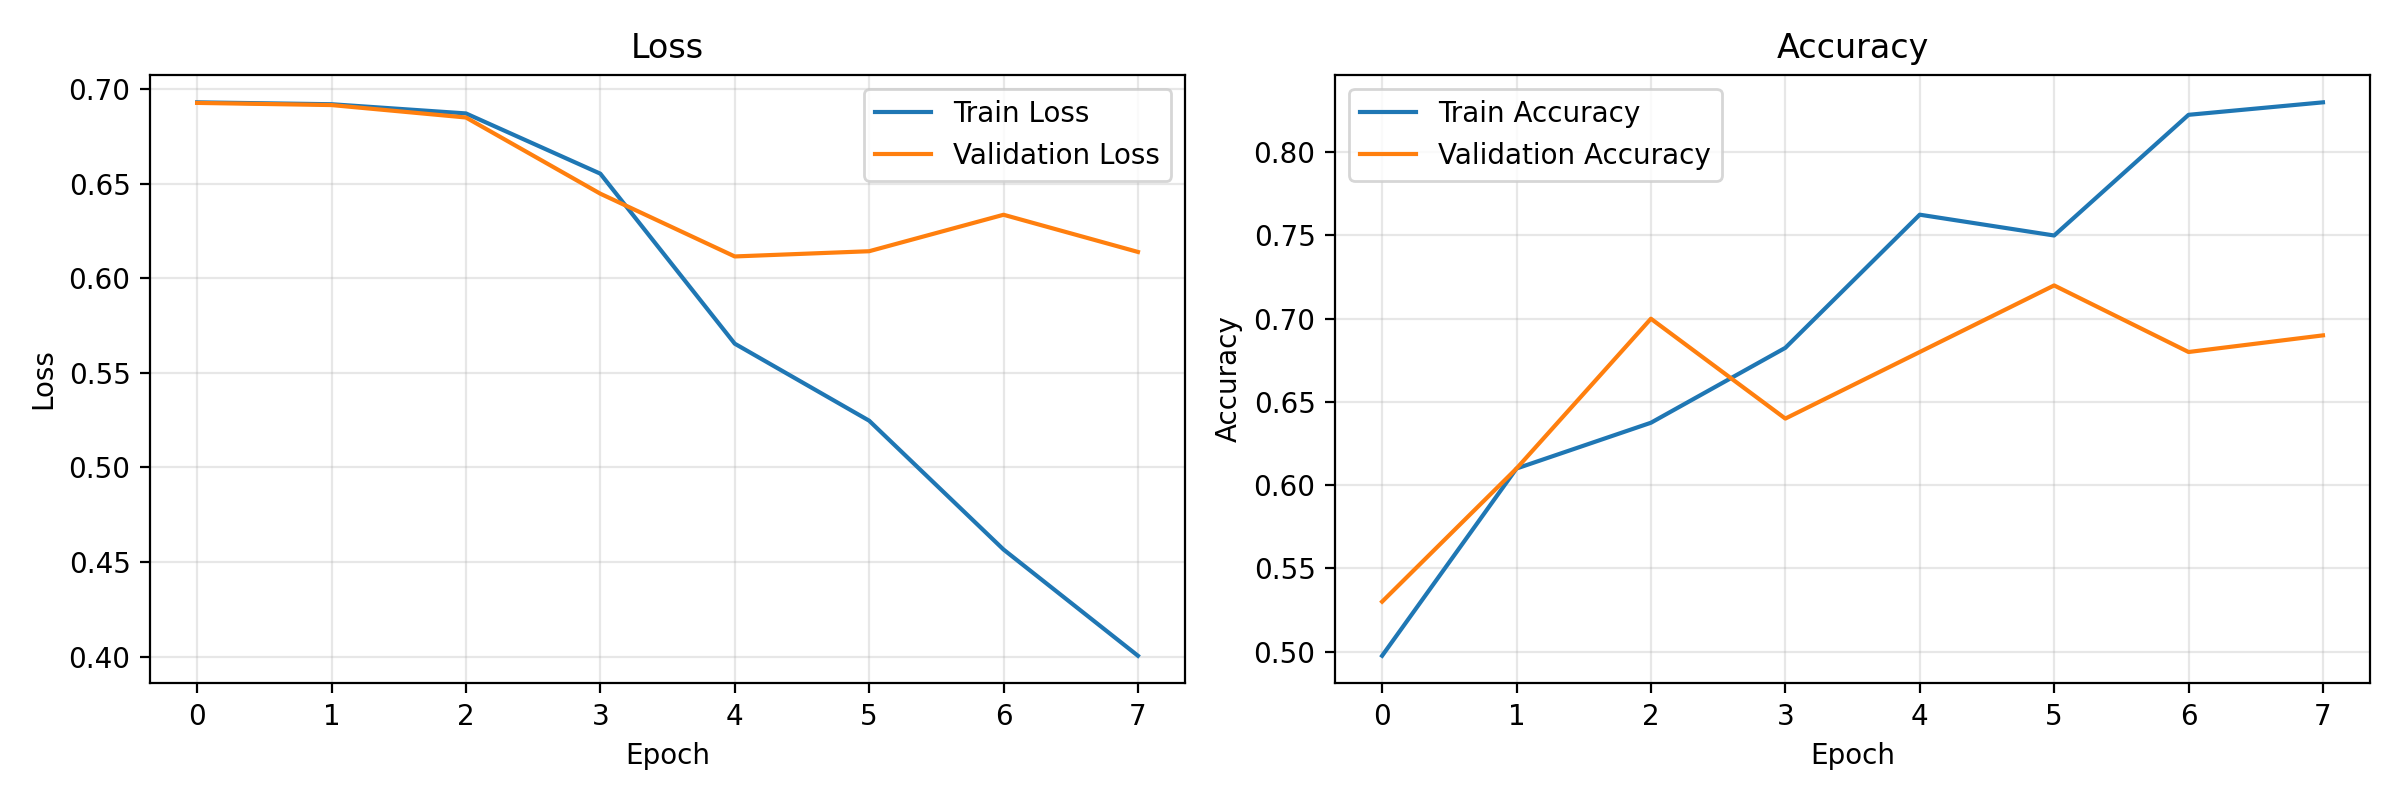 Loss
Train Loss
Validation Loss
0.70
0.65
0.60
0.55
0.50
0.45
0.40
Loss
0 1 2 3 4 5 6 7
Epoch
Accuracy
Train Accuracy
Validation Accuracy
0.80
0.75
0.70
0.65
0.60
0.55
0.50
Accuracy
0 1 2 3 4 5 6 7
Epoch